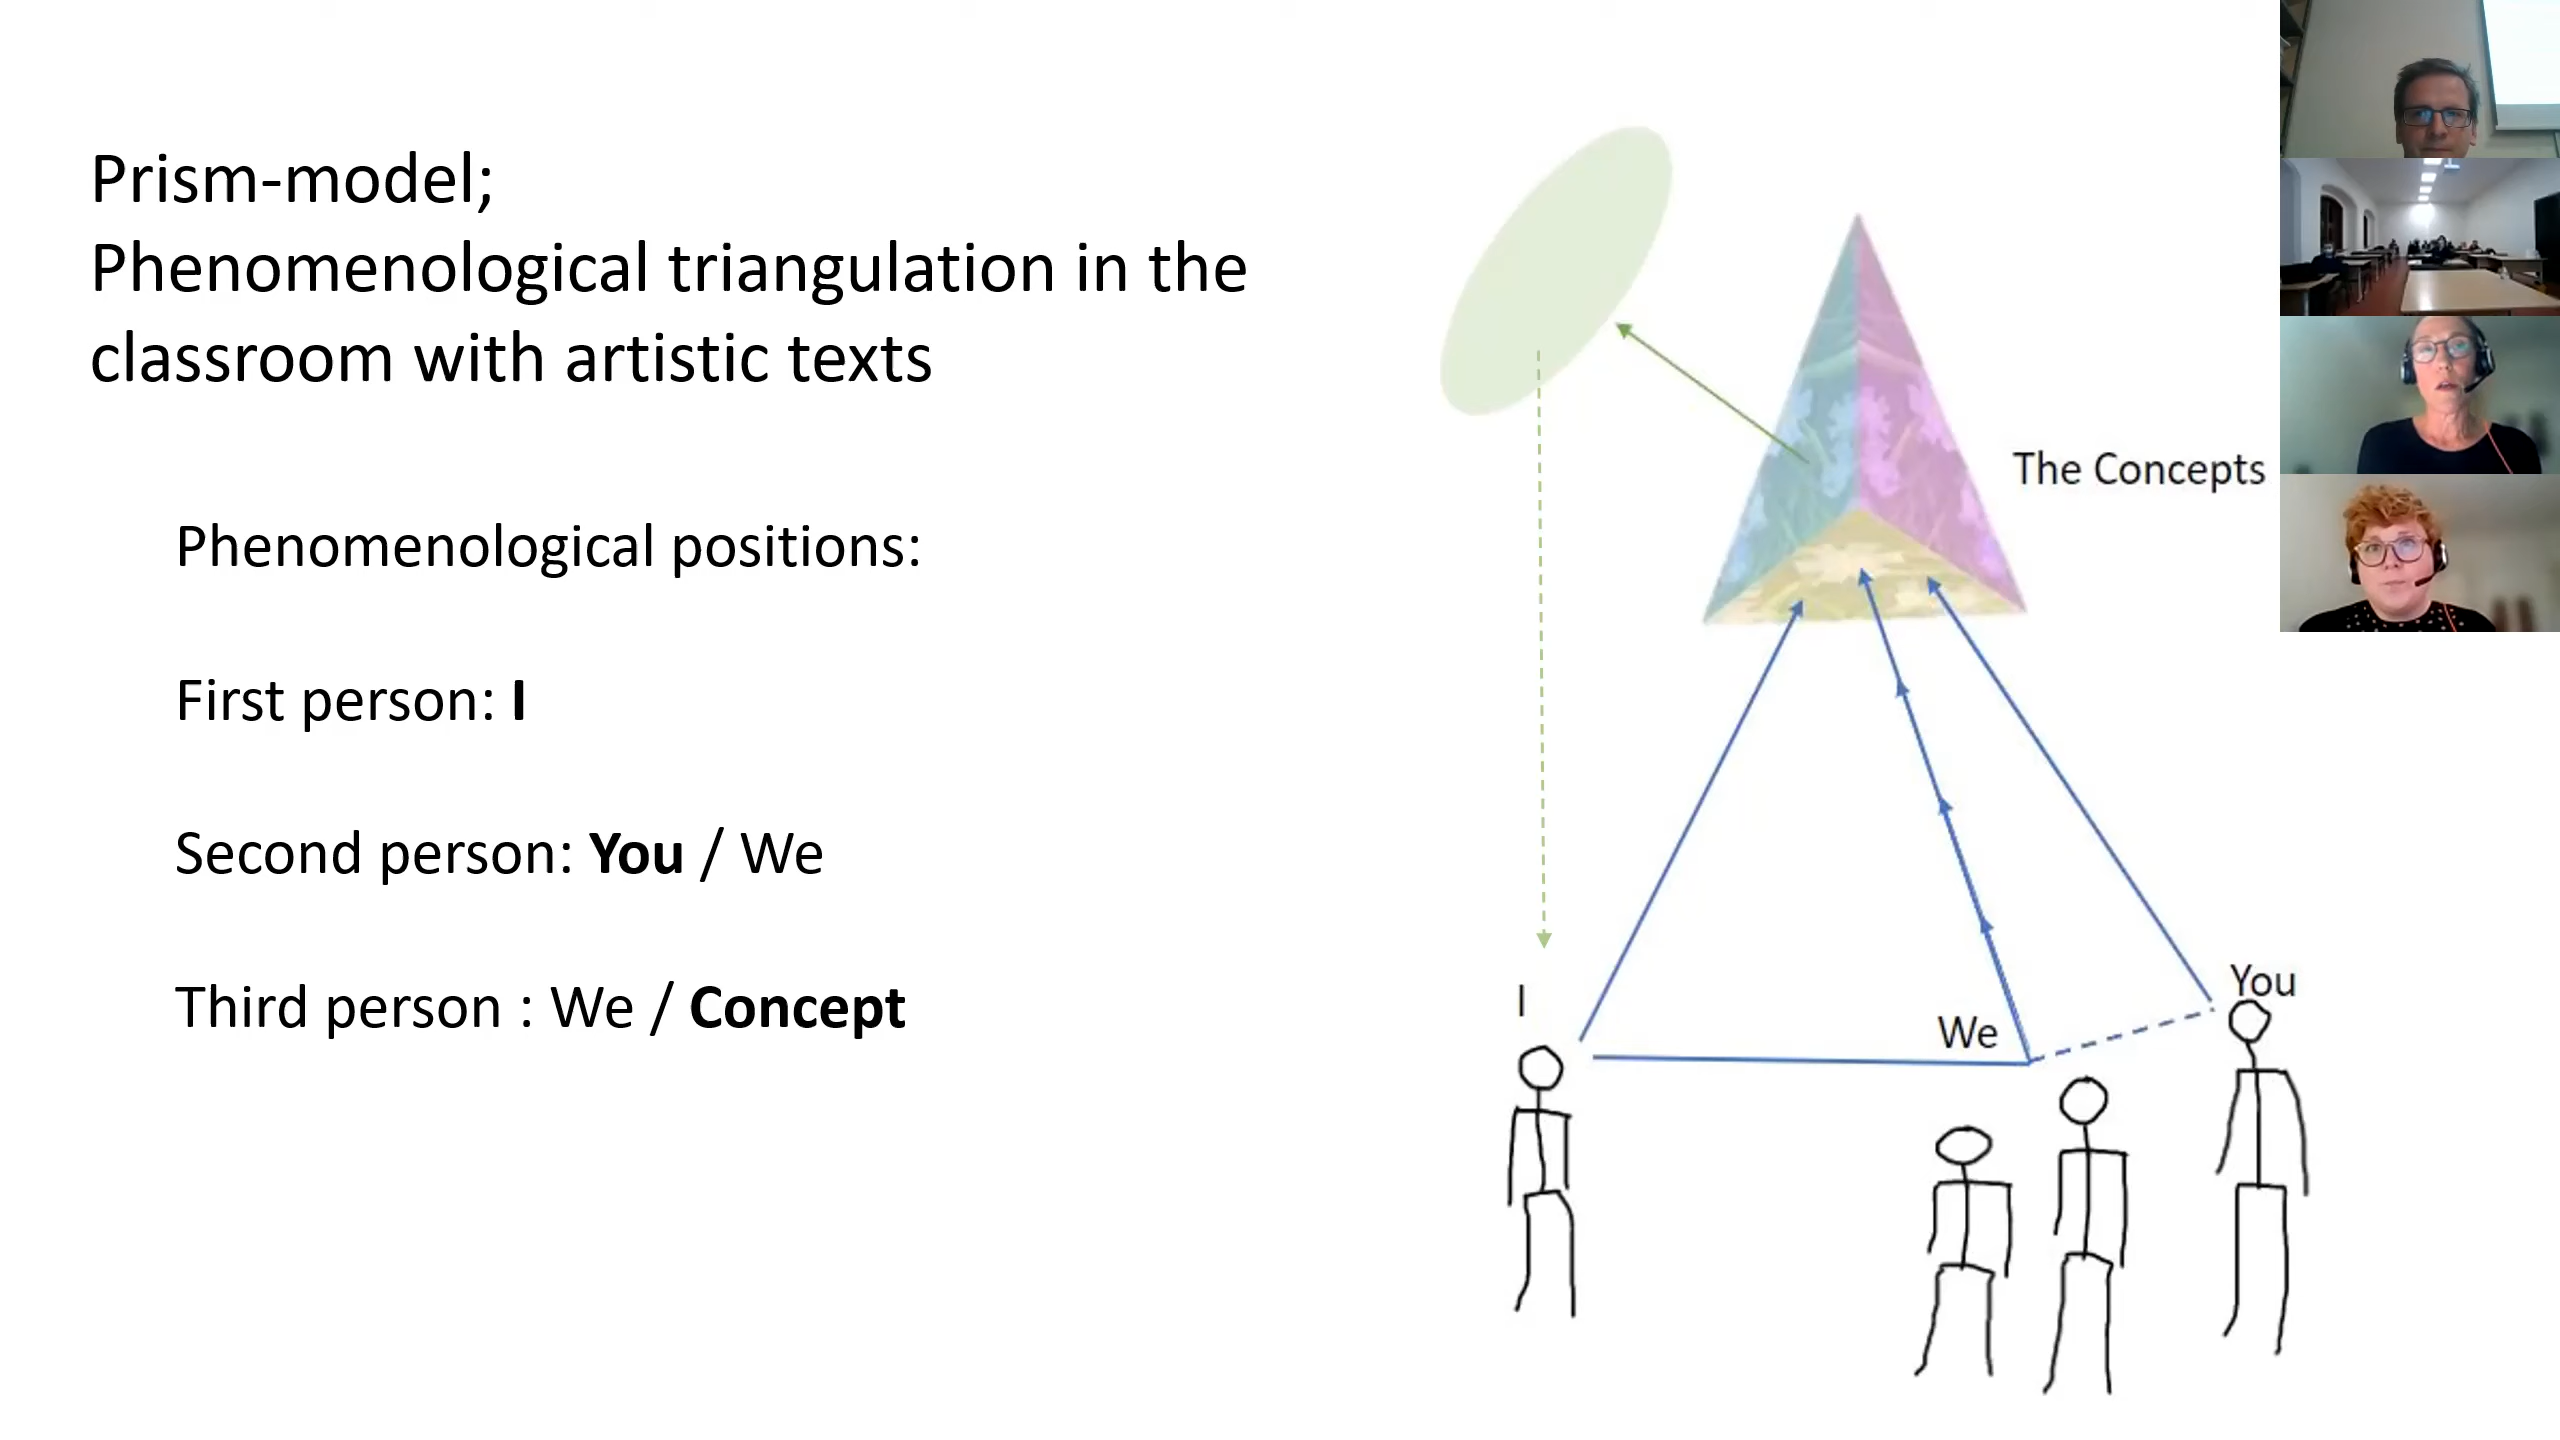 Prism-model;
Phenomenological triangulation in the
classroom with artistic texts
Phenomenological positions:
First person: I
Second person: You / We
Third person : We / Concept
The Concepts
I
We
You